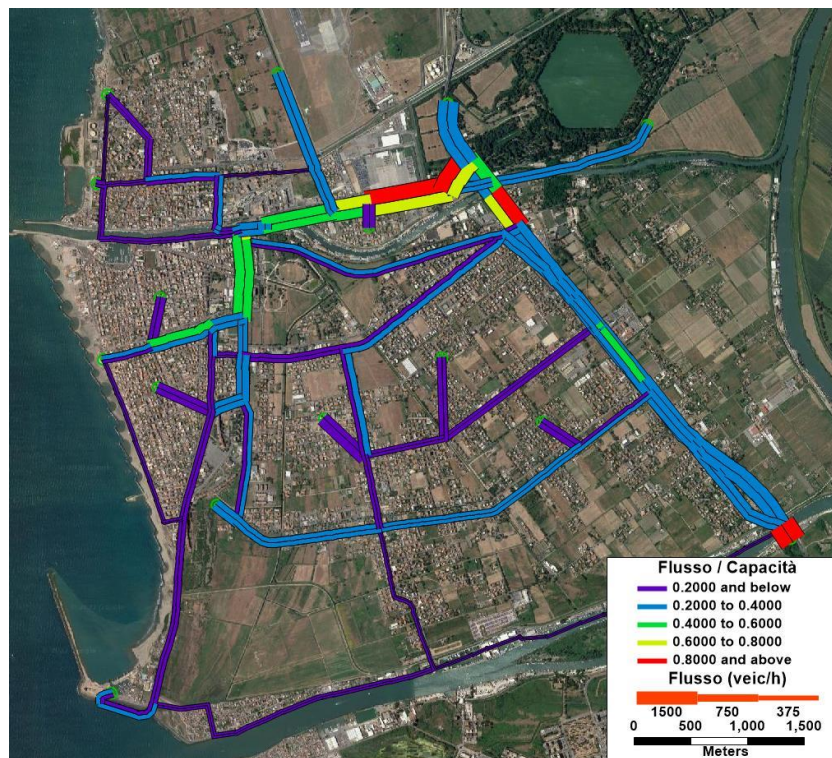 Flusso / Capacità
0.2000 and below
0.2000 to 0.4000
0.4000 to 0.6000
0.6000 to 0.8000
0.8000 and above
Flusso (veic/h)
1500 750 375
0 500 1,000 1,500
Meters